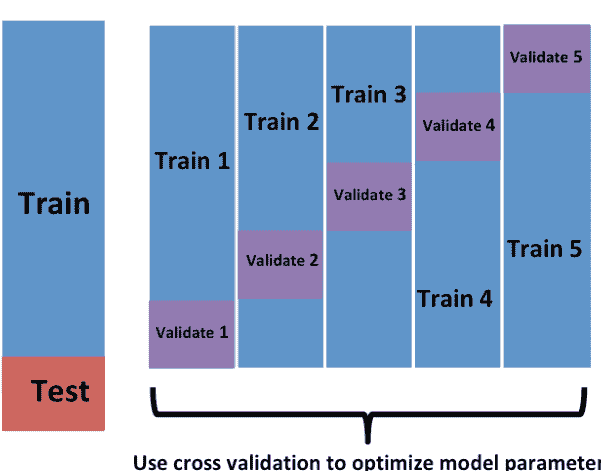 Train
Test
Train 1
Validate 1
Train 2
Validate 2
Train 3
Validate 3
Validate 4
Train 4
Validate 5
Train 5
Use cross validation to optimize model parameter